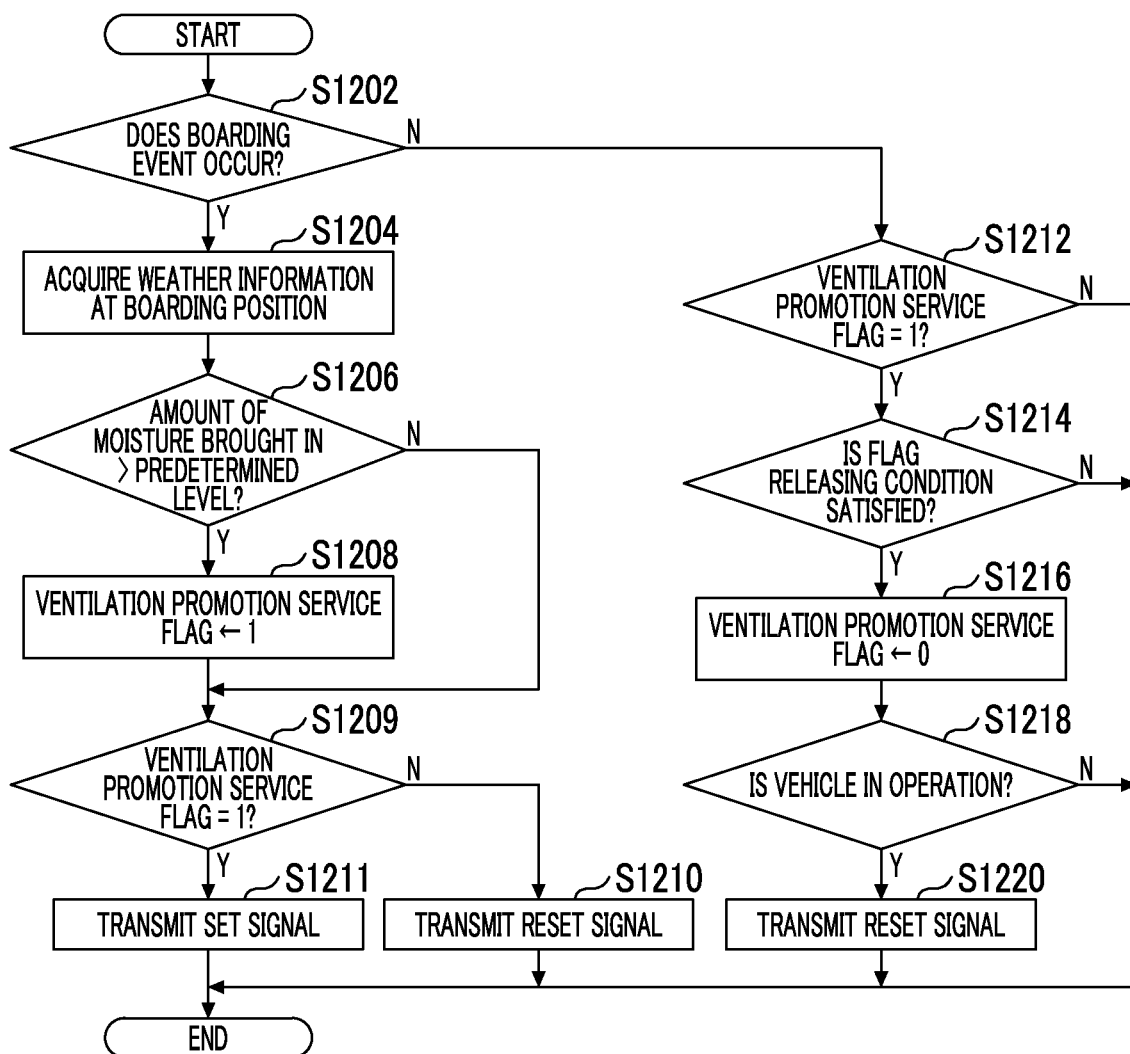 START
S1202
DOES BOARDING
EVENT OCCUR?
N
Y
S1204
ACQUIRE WEATHER INFORMATION
AT BOARDING POSITION
S1206
AMOUNT OF
MOISTURE BROUGHT IN
> PREDETERMINED
LEVEL?
N
Y
S1208
VENTILATION PROMOTION SERVICE
FLAG ← 1
S1209
VENTILATION
PROMOTION SERVICE
FLAG = 1?
N
Y
S1211
TRANSMIT SET SIGNAL
S1210
TRANSMIT RESET SIGNAL
S1212
VENTILATION
PROMOTION SERVICE
FLAG = 1?
N
Y
S1214
IS FLAG
RELEASING CONDITION
SATISFIED?
N
Y
S1216
VENTILATION PROMOTION SERVICE
FLAG ← 0
S1218
IS VEHICLE IN OPERATION?
N
Y
S1220
TRANSMIT RESET SIGNAL
END